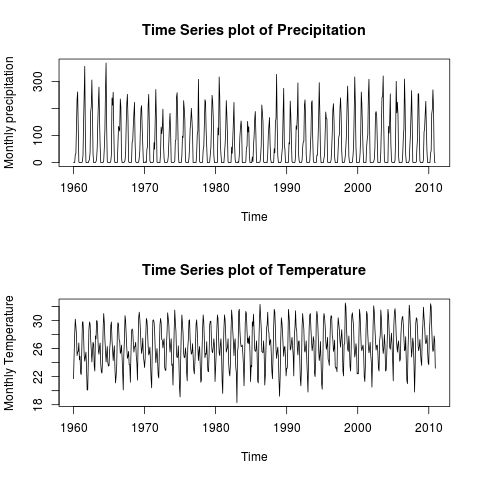 Time Series plot of Precipitation
Monthly precipitation
300
100
0
1960 1970 1980 1990 2000 2010
Time
Time Series plot of Temperature
Monthly Temperature
30
26
22
18
1960 1970 1980 1990 2000 2010
Time